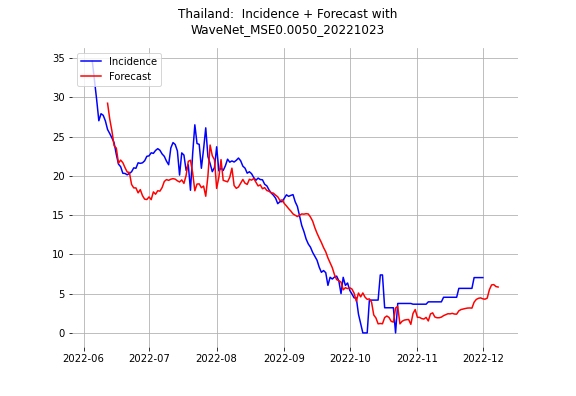 Thailand:  Incidence + Forecast with
WaveNet_MSE0.0050_20221023
Incidence
Forecast
35
30
25
20
15
10
5
0
2022-06 2022-07 2022-08 2022-09 2022-10 2022-11 2022-12